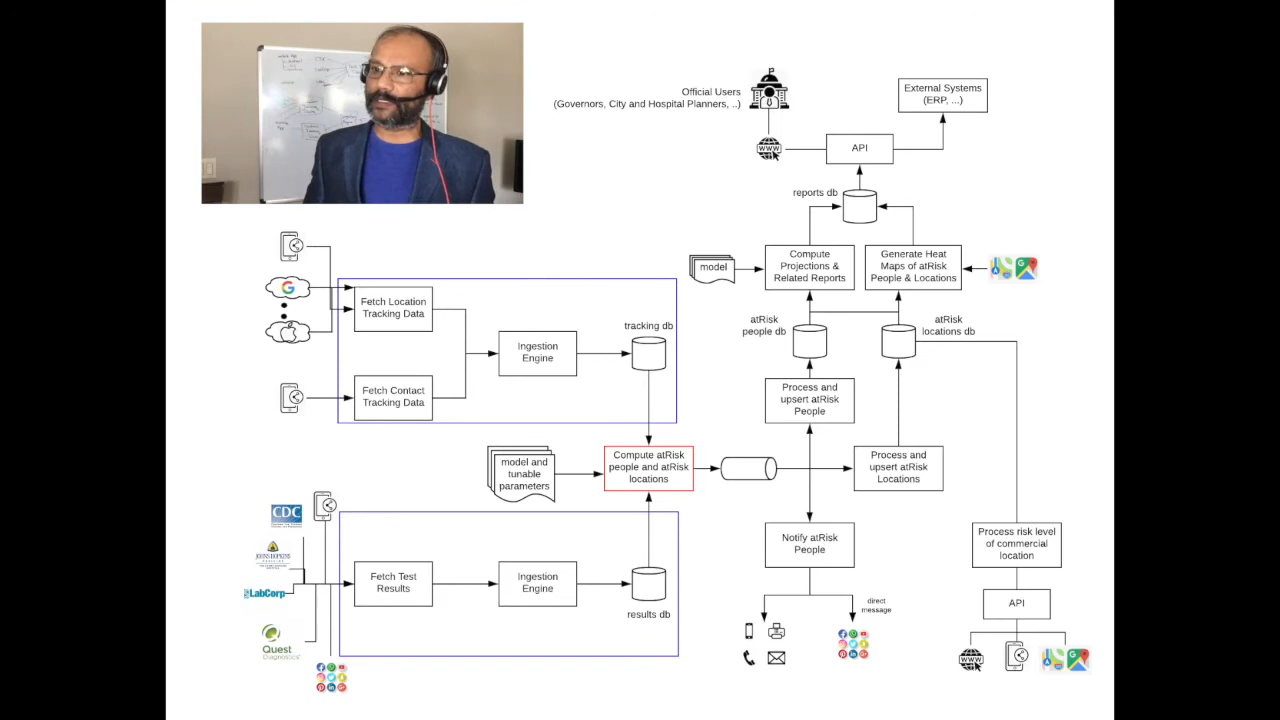 Official Users
(Governors, City and Hospital Planners, ..)
External Systems
(ERP, ...)
WWW
API
reports db
model
Compute
Projections &
Related Reports
Generate Heat
Maps of atRisk
People & Locations
G
Fetch Location
Tracking Data
Ingestion
Engine
tracking db
Fetch Contact
Tracking Data
atRisk
people db
atRisk
locations db
Process and
upsert atRisk
People
model and
tunable
parameters
Compute atRisk
people and atRisk
locations
Process and
upsert atRisk
Locations
CDC
JOHNS HOPKINS
LabCorp
Quest
Diagnostics
Fetch Test
Results
Ingestion
Engine
results db
Notify atRisk
People
direct
message
Process risk level
of commercial
location
API
WWW